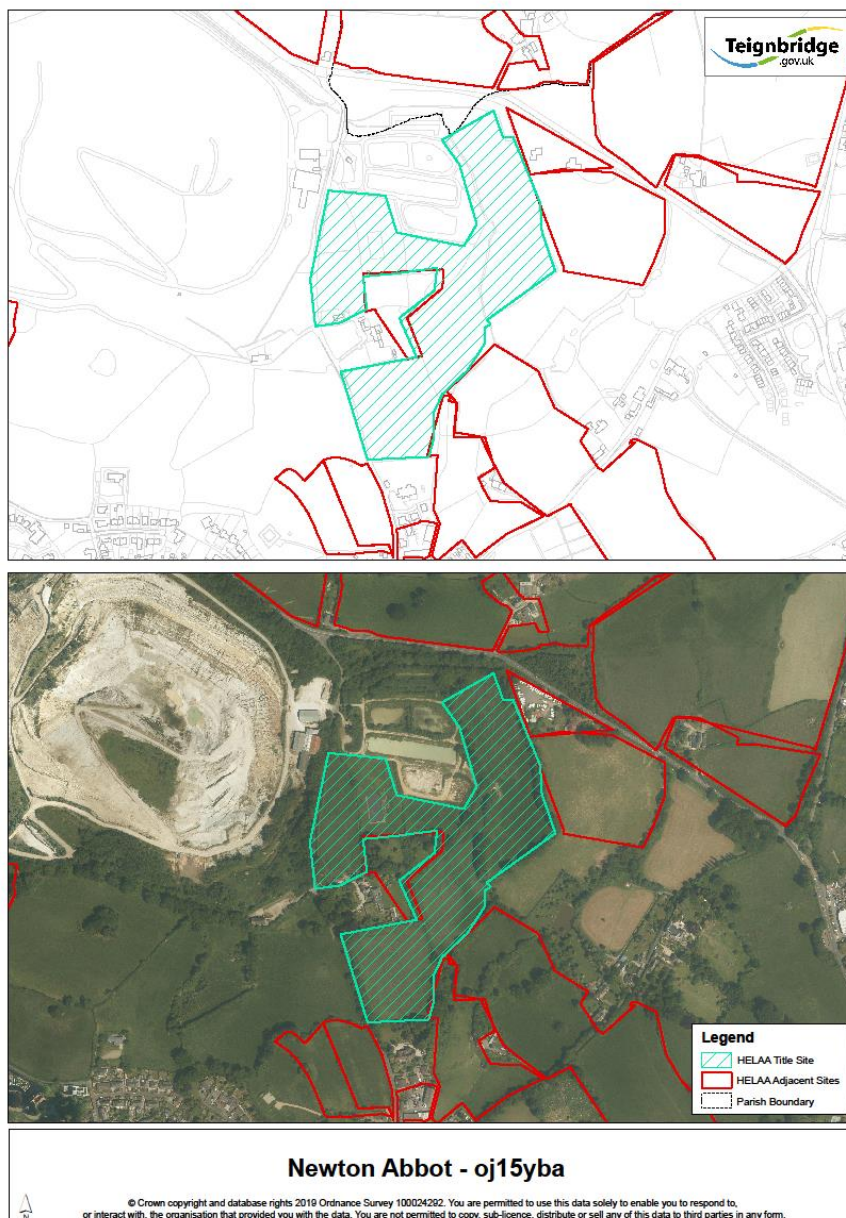 Teignbridge
.gov.uk
Legend
HELAA Title Site
HELAA Adjacent Sites
Parish Boundary
Newton Abbot - oj15yba
© Crown copyright and database rights 2019 Ordnance Survey 100024292. You are permitted to use this data solely to enable you to respond to,
or interact with, the organisation that provided you with the data. You are not permitted to copy, sub-licence, distribute or sell any of this data to third parties in any form.